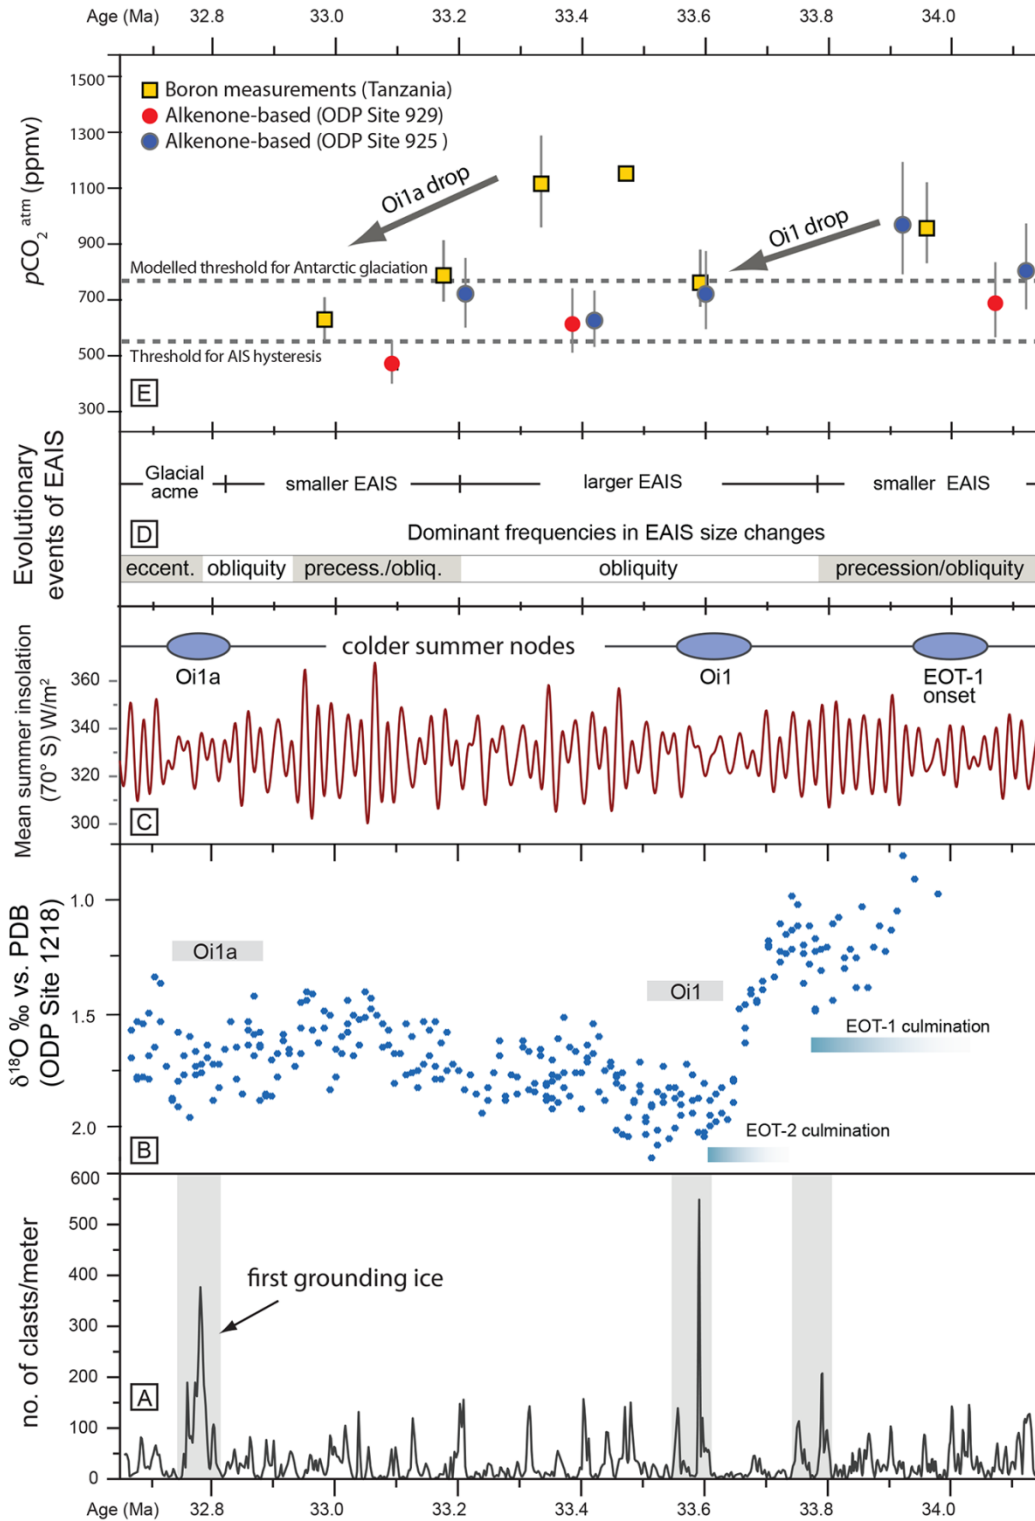 Age (Ma) 32.8 33.0 33.2 33.4 33.6 33.8 34.0
1500
1300
1100
900
700
500
300
pCO2 atm (ppmv)
Boron measurements (Tanzania)
Alkenone-based (ODP Site 929)
Alkenone-based (ODP Site 925 )
Oi1a drop
Oi1 drop
Modelled threshold for Antarctic glaciation
Threshold for AIS hysteresis
E
Evolutionary
events of EAIS
Glacial
acme
smaller EAIS
larger EAIS
smaller EAIS
D
Dominant frequencies in EAIS size changes
eccent. obliquity precess./obliq. obliquity precession/obliquity
Mean summer insolation
(70° S) W/m²
360
340
320
300
colder summer nodes
Oi1a
Oi1
EOT-1
onset
C
δ¹⁸O ‰ vs. PDB
(ODP Site 1218)
1.0
1.5
2.0
Oi1a
Oi1
EOT-1 culmination
EOT-2 culmination
B
no. of clasts/meter
600
500
400
300
200
100
0
first grounding ice
A
Age (Ma) 32.8 33.0 33.2 33.4 33.6 33.8 34.0